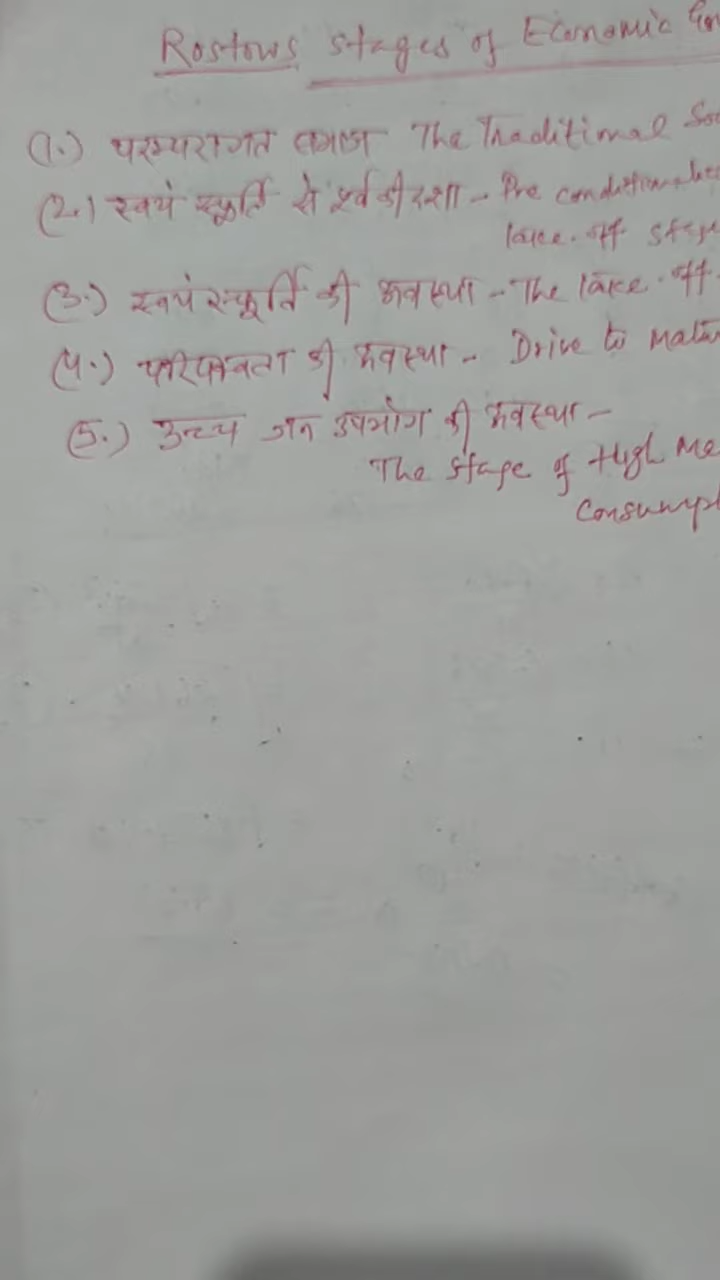 Rostows stages of Economic
(1.) परम्परागत समाज The Traditional
(2.) स्वयं स्फूर्ति से पूर्व की दशा - Pre
take-off stage
(3.) स्वयं स्फूर्ति की अवस्था - The take-off
(4.) परिपक्वता की अवस्था - Drive to
(5.) उच्च जन उपभोग की अवस्था -
The stage of High